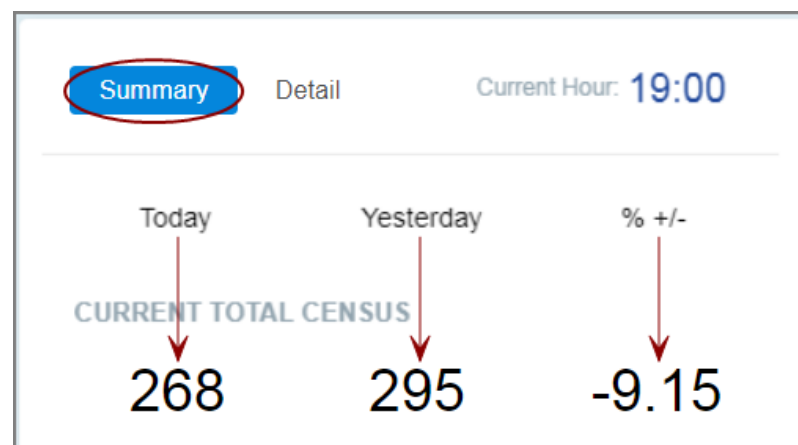 Summary Detail Current Hour: 19:00
Today Yesterday % +/-
CURRENT TOTAL CENSUS
268 295 -9.15